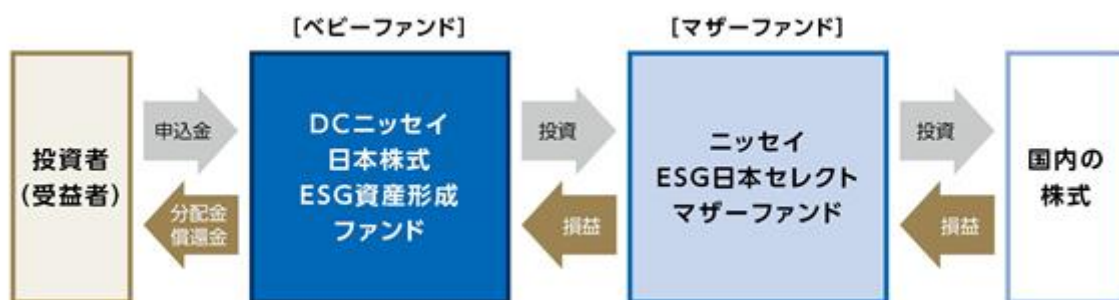 [ベビーファンド]
[マザーファンド]
投資者
(受益者)
申込金
分配金
償還金
DCニッセイ
日本株式
ESG資産形成
ファンド
投資
損益
ニッセイ
ESG日本セレクト
マザーファンド
投資
損益
国内の
株式